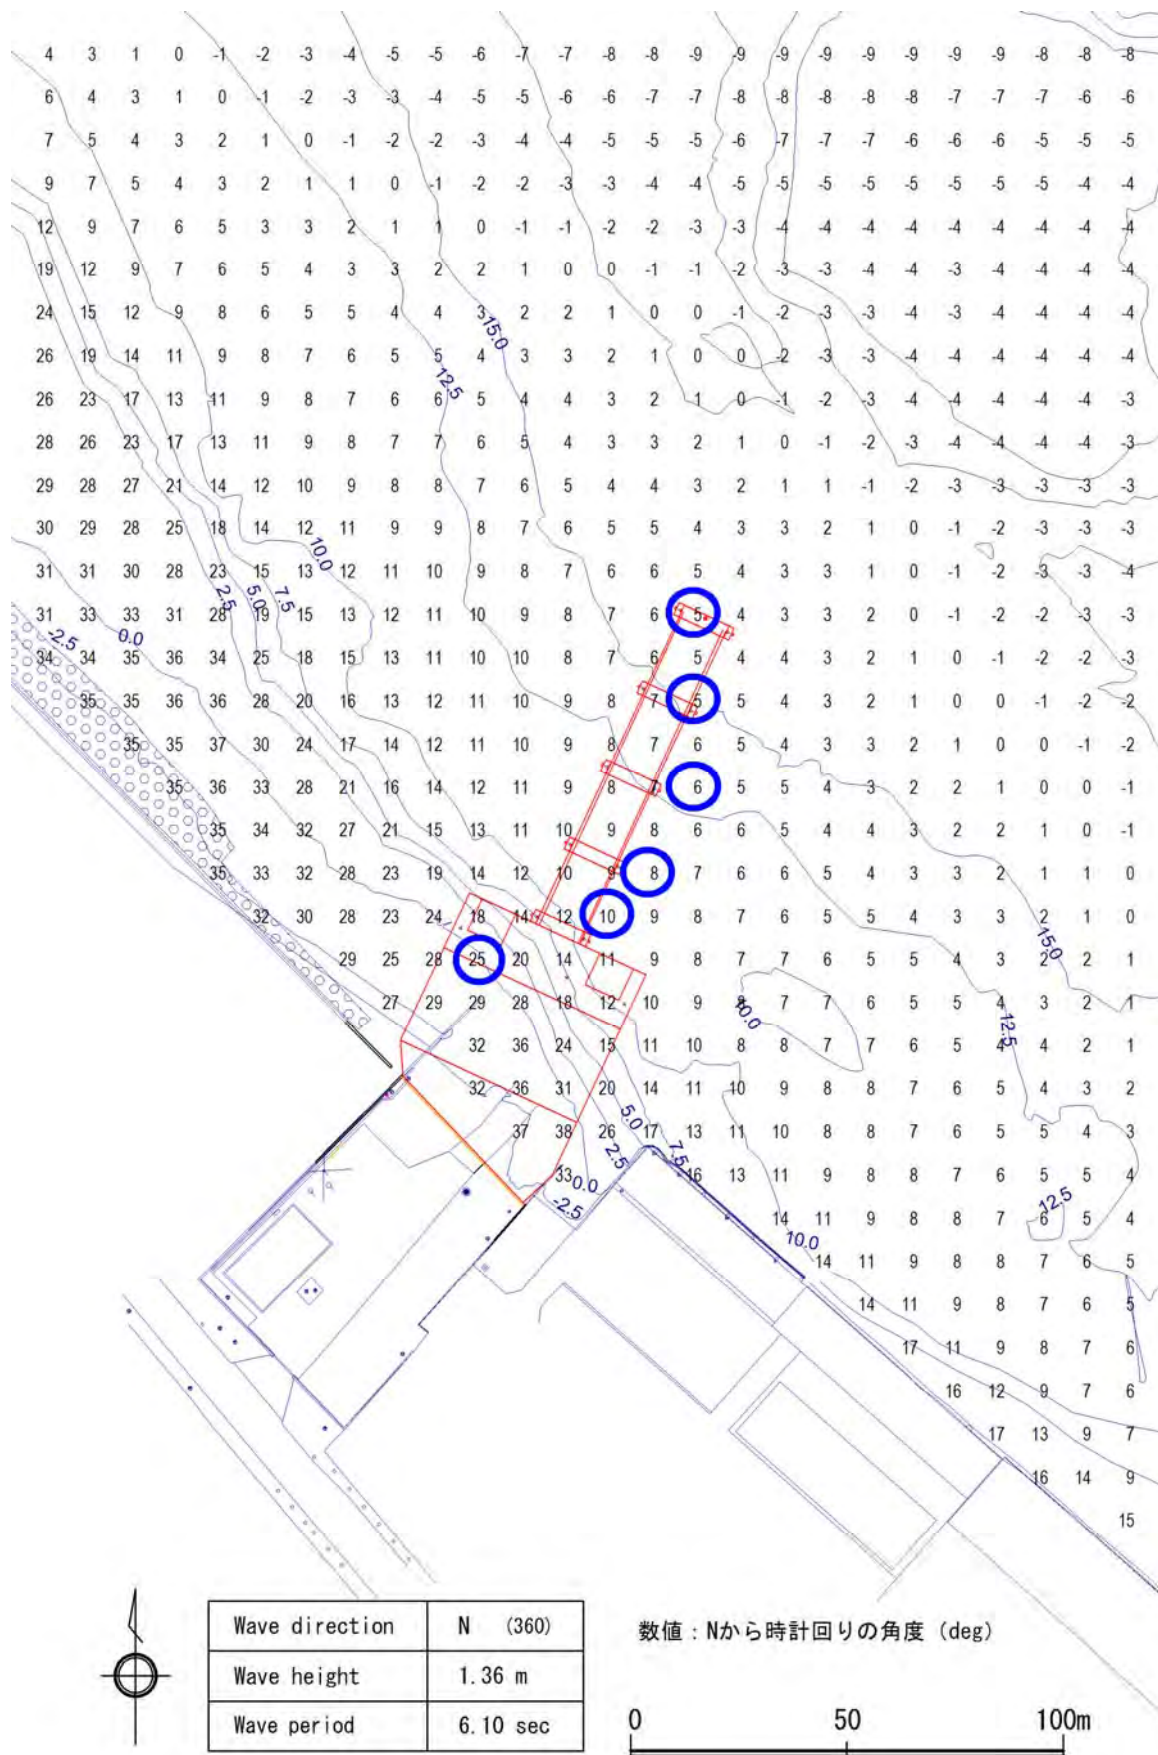 4 3 1 0 -1 -2 -3 -4 -5 -5 -6 -7 -7 -8 -8 -9 -9 -9 -9 -9 -9 -9 -9 -8 -8 -8
6 4 3 1 0 -1 -2 -3 -3 -4 -5 -5 -6 -6 -7 -7 -8 -8 -8 -8 -8 -7 -7 -7 -6 -6
7 5 4 3 2 1 0 -1 -2 -2 -3 -4 -4 -5 -5 -5 -6 -7 -7 -7 -6 -6 -6 -5 -5 -5
9 7 5 4 3 2 1 1 0 -1 -2 -2 -3 -3 -4 -4 -5 -5 -5 -5 -5 -5 -5 -5 -4 -4
12 9 7 6 5 3 3 2 1 1 0 -1 -1 -2 -2 -3 -3 -4 -4 -4 -4 -4 -4 -4 -4 -4
19 12 9 7 6 5 4 3 3 2 2 1 0 0 -1 -1 -2 -3 -3 -4 -4 -3 -4 -4 -4 -4
24 15 12 9 8 6 5 5 4 4 3 2 2 1 0 0 -1 -2 -3 -3 -4 -3 -4 -4 -4 -4
15.0
26 19 14 11 9 8 7 6 5 5 4 3 3 2 1 0 0 -2 -3 -3 -4 -4 -4 -4 -4 -4
12.5
26 23 17 13 11 9 8 7 6 6 5 4 4 3 2 1 0 -1 -2 -3 -4 -4 -4 -4 -4 -3
28 26 23 17 13 11 9 8 7 7 6 5 4 3 3 2 1 0 -1 -2 -3 -4 -4 -4 -4 -3
29 28 27 21 14 12 10 9 8 8 7 6 5 4 4 3 2 1 1 -1 -2 -3 -3 -3 -3 -3
30 29 28 25 18 14 12 11 9 9 8 7 6 5 5 4 3 3 2 1 0 -1 -2 -3 -3 -3
10.0
31 31 30 28 23 15 13 12 11 10 9 8 7 6 6 5 4 3 3 1 0 -1 -2 -3 -3 -4
2.5 5.0 7.5
31 33 33 31 28 19 15 13 12 11 10 9 8 7 6 5 4 3 3 2 0 -1 -2 -2 -3 -3
-2.5 0.0
34 34 35 36 34 25 18 15 13 11 10 10 8 7 6 5 4 4 3 2 1 0 -1 -2 -2 -3
35 35 36 36 28 20 16 13 12 11 10 9 8 7 5 5 4 3 2 1 0 0 -1 -2 -2
35 35 37 30 24 17 14 12 11 10 9 8 7 6 5 4 3 3 2 1 0 0 -1 -2
35 36 33 28 21 16 14 12 11 9 8 7 6 5 5 4 3 2 2 1 0 0 -1
35 34 32 27 21 15 13 11 10 9 8 6 6 5 4 4 3 2 2 1 0 -1
35 33 32 28 23 19 14 12 10 9 8 7 6 6 5 4 3 3 2 1 1 0
32 30 28 23 24 18 14 12 10 9 8 7 6 5 5 4 3 3 2 1 0
15.0
29 25 28 25 20 14 11 9 8 7 7 6 5 5 4 3 2 2 1
27 29 29 28 18 12 10 9 8 7 7 6 5 5 4 3 2 1
10.0 12.5
32 36 24 15 11 10 8 8 7 7 6 5 4 4 2 1
32 36 31 20 14 11 10 9 8 8 7 6 5 4 3 2
5.0
37 38 26 17 13 11 10 8 8 7 6 5 5 4 3
2.5 7.5
33 16 13 11 9 8 8 7 6 5 5 4
0.0
-2.5 12.5
14 11 9 8 8 7 6 5 4
10.0
14 11 9 8 8 7 6 5
14 11 9 8 7 6 5
17 11 9 8 7 6
16 12 9 7 6
17 13 9 7
16 14 9
15
Wave direction N (360)
Wave height 1.36 m
Wave period 6.10 sec
数値：Nから時計回りの角度 (deg)
0 50 100m